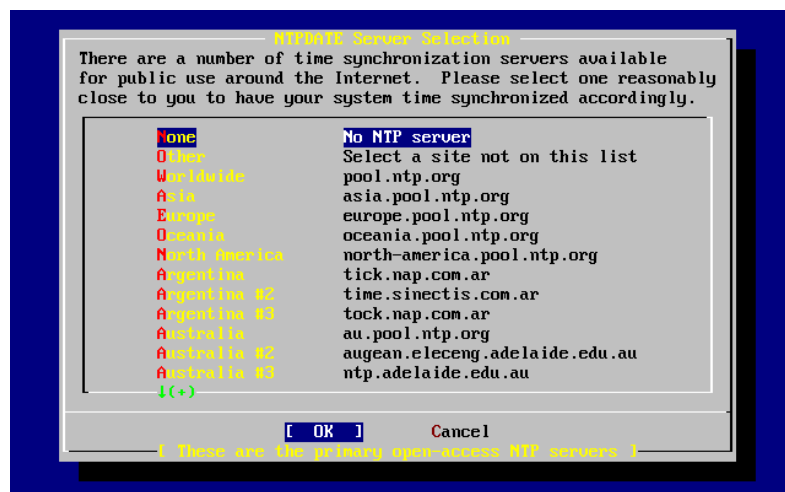 NTPDATE Server Selection
There are a number of time synchronization servers available
for public use around the Internet.  Please select one reasonably
close to you to have your system time synchronized accordingly.
None No NTP server
Other Select a site not on this list
Worldwide pool.ntp.org
Asia asia.pool.ntp.org
Europe europe.pool.ntp.org
Oceania oceania.pool.ntp.org
North America north-america.pool.ntp.org
Argentina tick.nap.com.ar
Argentina #2 time.sinectis.com.ar
Argentina #3 tock.nap.com.ar
Australia au.pool.ntp.org
Australia #2 augean.eleceng.adelaide.edu.au
Australia #3 ntp.adelaide.edu.au
↓(+)
[ OK ] Cancel
[ These are the primary open-access NTP servers ]